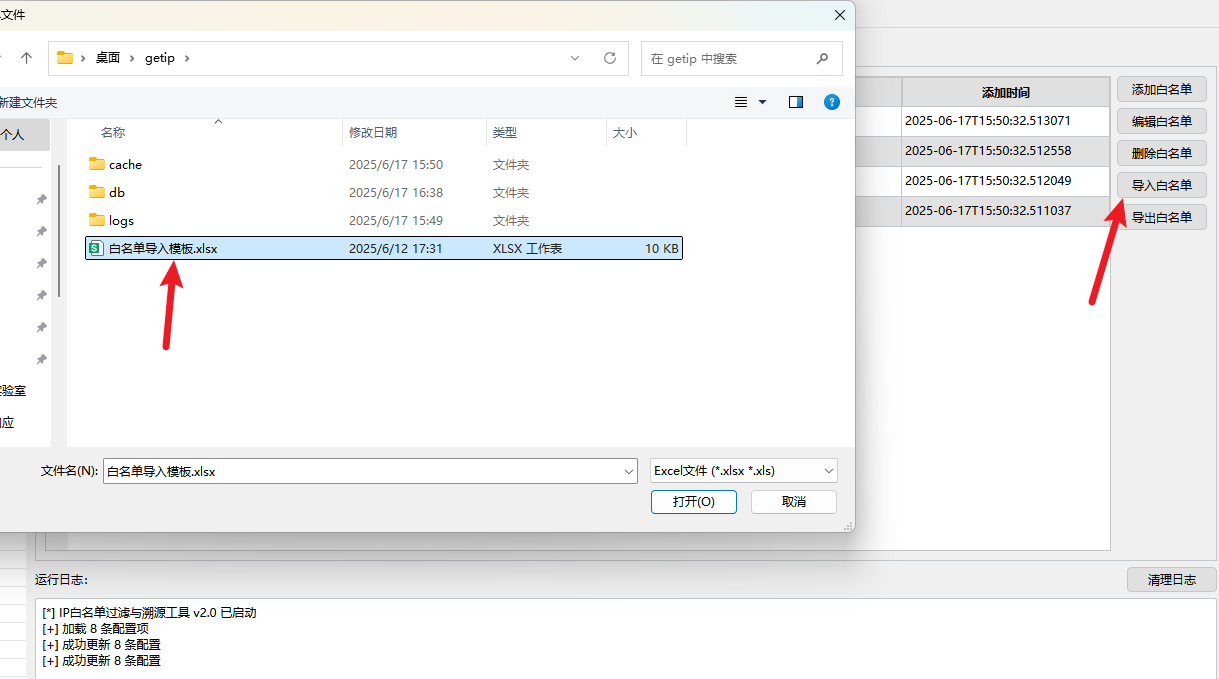 文件
桌面 getip
在 getip 中搜索
新建文件夹
个人
名称 修改日期 类型 大小
cache 2025/6/17 15:50 文件夹
db 2025/6/17 16:38 文件夹
logs 2025/6/17 15:49 文件夹
白名单导入模板.xlsx 2025/6/12 17:31 XLSX 工作表 10 KB
验室
应
文件名(N): 白名单导入模板.xlsx
Excel文件 (*.xlsx *.xls)
打开(O)
取消
添加时间
2025-06-17T15:50:32.513071
2025-06-17T15:50:32.512558
2025-06-17T15:50:32.512049
2025-06-17T15:50:32.511037
添加白名单
编辑白名单
删除白名单
导入白名单
导出白名单
运行日志:
清理日志
[*] IP白名单过滤与溯源工具 v2.0 已启动
[+] 加载 8 条配置项
[+] 成功更新 8 条配置
[+] 成功更新 8 条配置